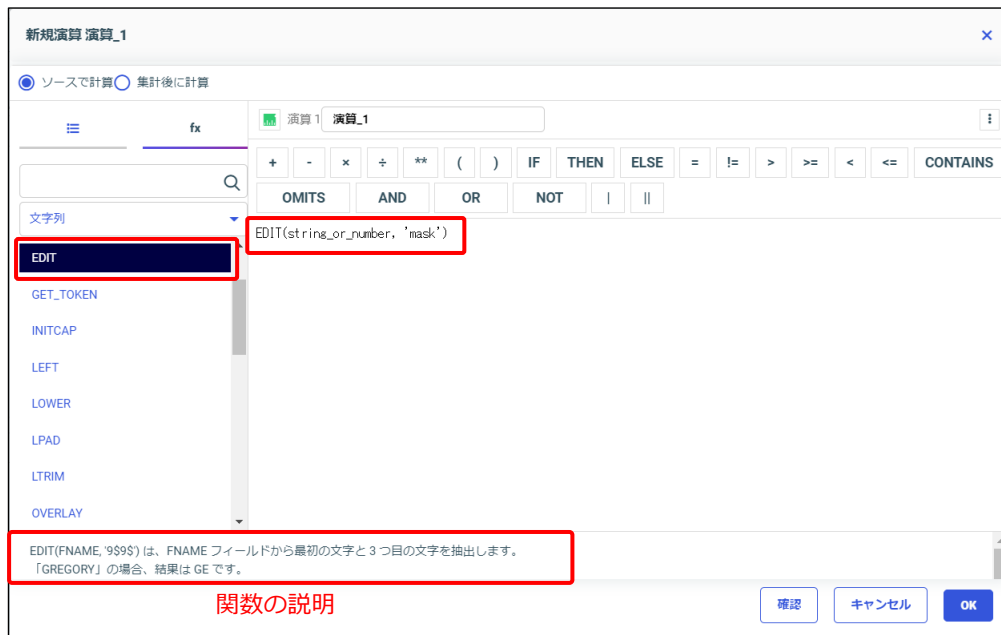 新規演算 演算_1
×
ソースで計算 集計後に計算
fx
演算 1 演算_1
+ - × ÷ ** ( ) IF THEN ELSE = != > >= < <= CONTAINS
OMITS AND OR NOT | ||
文字列
EDIT(string_or_number, 'mask')
EDIT
GET_TOKEN
INITCAP
LEFT
LOWER
LPAD
LTRIM
OVERLAY
EDIT(FNAME, '9$9$') は、FNAME フィールドから最初の文字と 3 つ目の文字を抽出します。
「GREGORY」の場合、結果は GE です。
関数の説明
確認 キャンセル OK